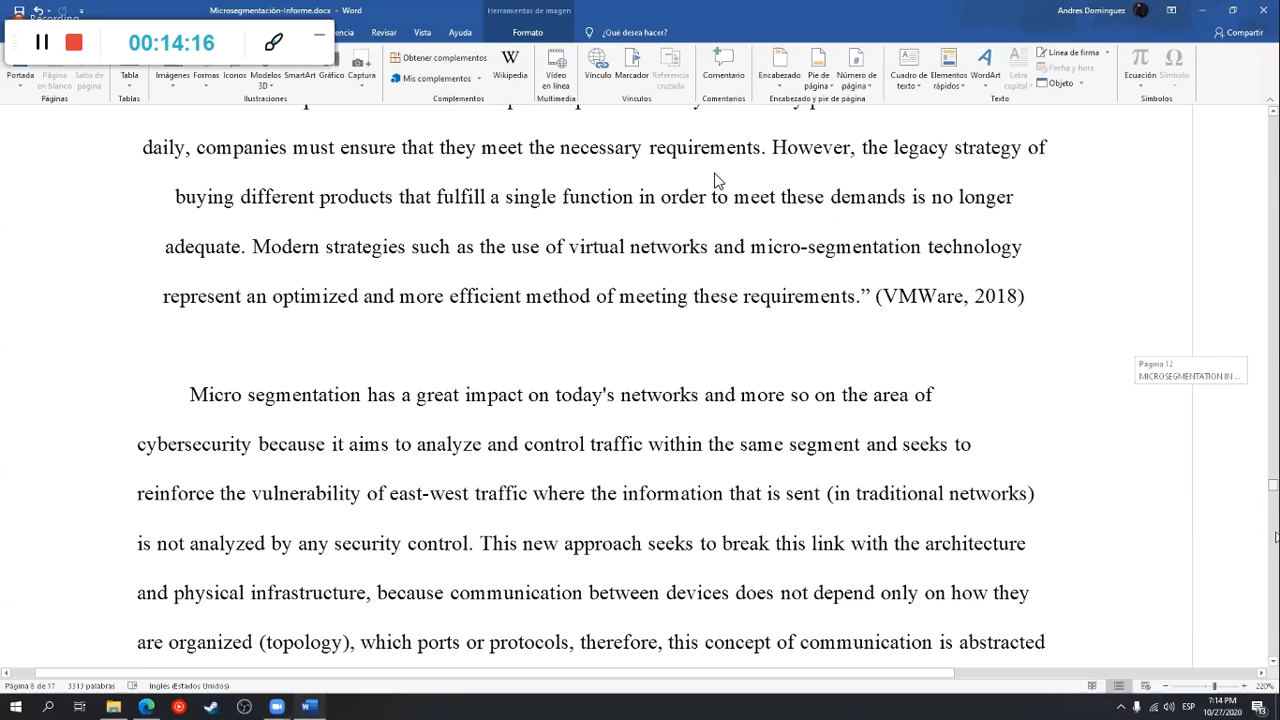 Microsegmentación-Informe.docx
Herramientas de imagen
Andres Dominguez
Recording
00:14:16
Revisar
Vista
Ayuda
Formato
¿Qué desea hacer?
Compartir
Portada
Página en blanco
Salto de página
Tabla
Imágenes
Formas
Iconos
Modelos 3D
SmartArt
Gráfico
Captura
Obtener complementos
Mis complementos
Wikipedia
Vídeo en línea
Vínculo
Marcador
Referencia cruzada
Comentario
Encabezado
Pie de página
Número de página
Cuadro de texto
Elementos rápidos
WordArt
Letra capital
Línea de firma
Fecha y hora
Objeto
Ecuación
Símbolo
Páginas
Tablas
Ilustraciones
Complementos
Multimedia
Vínculos
Comentarios
Encabezado y pie de página
Texto
Símbolos
daily, companies must ensure that they meet the necessary requirements. However, the legacy strategy of
buying different products that fulfill a single function in order to meet these demands is no longer
adequate. Modern strategies such as the use of virtual networks and micro-segmentation technology
represent an optimized and more efficient method of meeting these requirements.” (VMWare, 2018)
Página 12
MICROSEGMENTATION IN ...
Micro segmentation has a great impact on today's networks and more so on the area of
cybersecurity because it aims to analyze and control traffic within the same segment and seeks to
reinforce the vulnerability of east-west traffic where the information that is sent (in traditional networks)
is not analyzed by any security control. This new approach seeks to break this link with the architecture
and physical infrastructure, because communication between devices does not depend only on how they
are organized (topology), which ports or protocols, therefore, this concept of communication is abstracted
Página 8 de 17
3313 palabras
Inglés (Estados Unidos)
220%
ESP
7:14 PM
10/27/2020